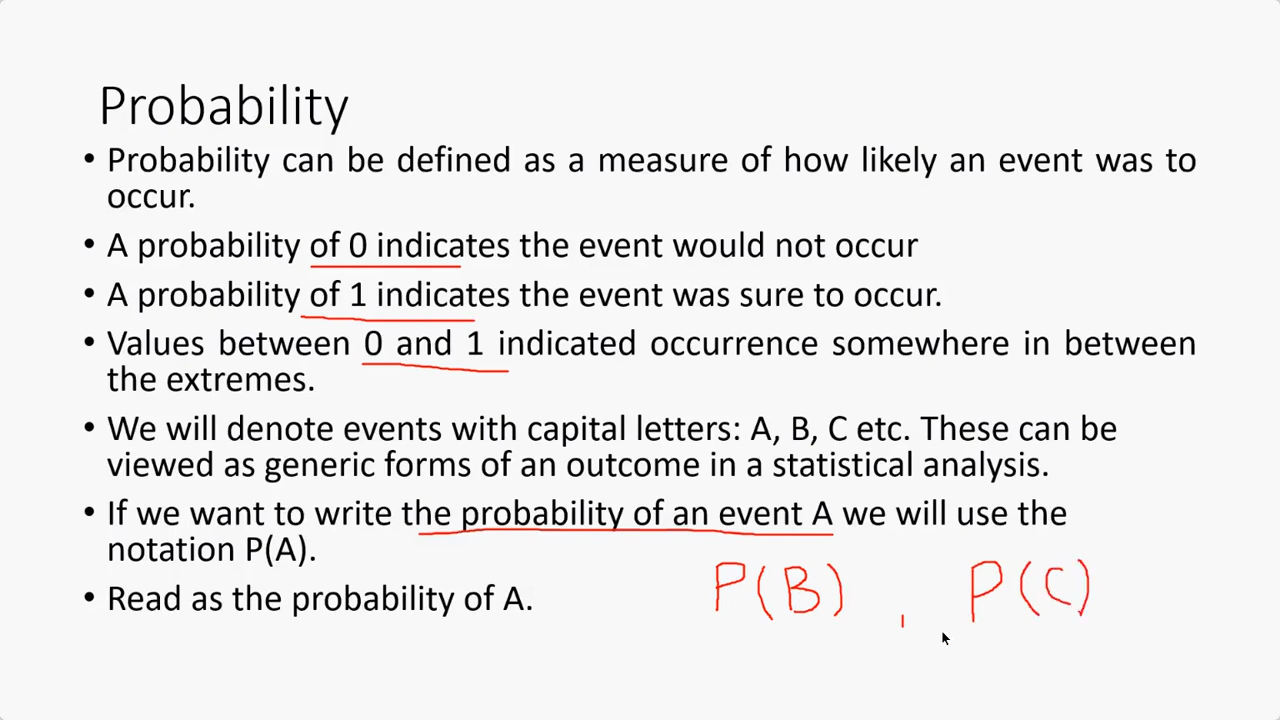 Probability
• Probability can be defined as a measure of how likely an event was to
occur.
• A probability of 0 indicates the event would not occur
• A probability of 1 indicates the event was sure to occur.
• Values between 0 and 1 indicated occurrence somewhere in between
the extremes.
• We will denote events with capital letters: A, B, C etc. These can be
viewed as generic forms of an outcome in a statistical analysis.
• If we want to write the probability of an event A we will use the
notation P(A).
• Read as the probability of A.
P(B) , P(C)